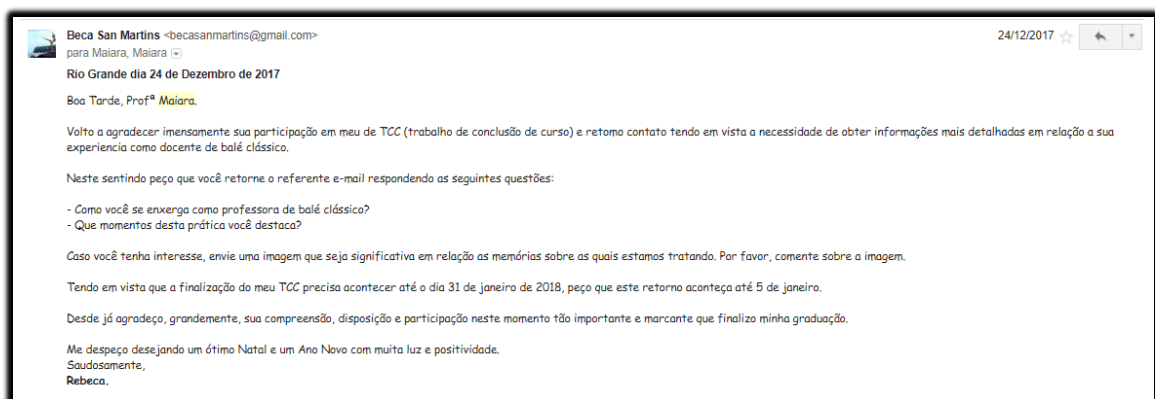 Beca San Martins <becasanmartins@gmail.com>
24/12/2017
para Maiara, Maiara
Rio Grande dia 24 de Dezembro de 2017
Boa Tarde, Profª Maiara.
Volto a agradecer imensamente sua participação em meu de TCC (trabalho de conclusão de curso) e retomo contato tendo em vista a necessidade de obter informações mais detalhadas em relação a sua
experiencia como docente de balé clássico.
Neste sentindo peço que você retorne o referente e-mail respondendo as seguintes questões:
- Como você se enxerga como professora de balé clássico?
- Que momentos desta prática você destaca?
Caso você tenha interesse, envie uma imagem que seja significativa em relação as memórias sobre as quais estamos tratando. Por favor, comente sobre a imagem.
Tendo em vista que a finalização do meu TCC precisa acontecer até o dia 31 de janeiro de 2018, peço que este retorno aconteça até 5 de janeiro.
Desde já agradeço, grandemente, sua compreensão, disposição e participação neste momento tão importante e marcante que finalizo minha graduação.
Me despeço desejando um ótimo Natal e um Ano Novo com muita luz e positividade.
Saudosamente,
Rebeca.